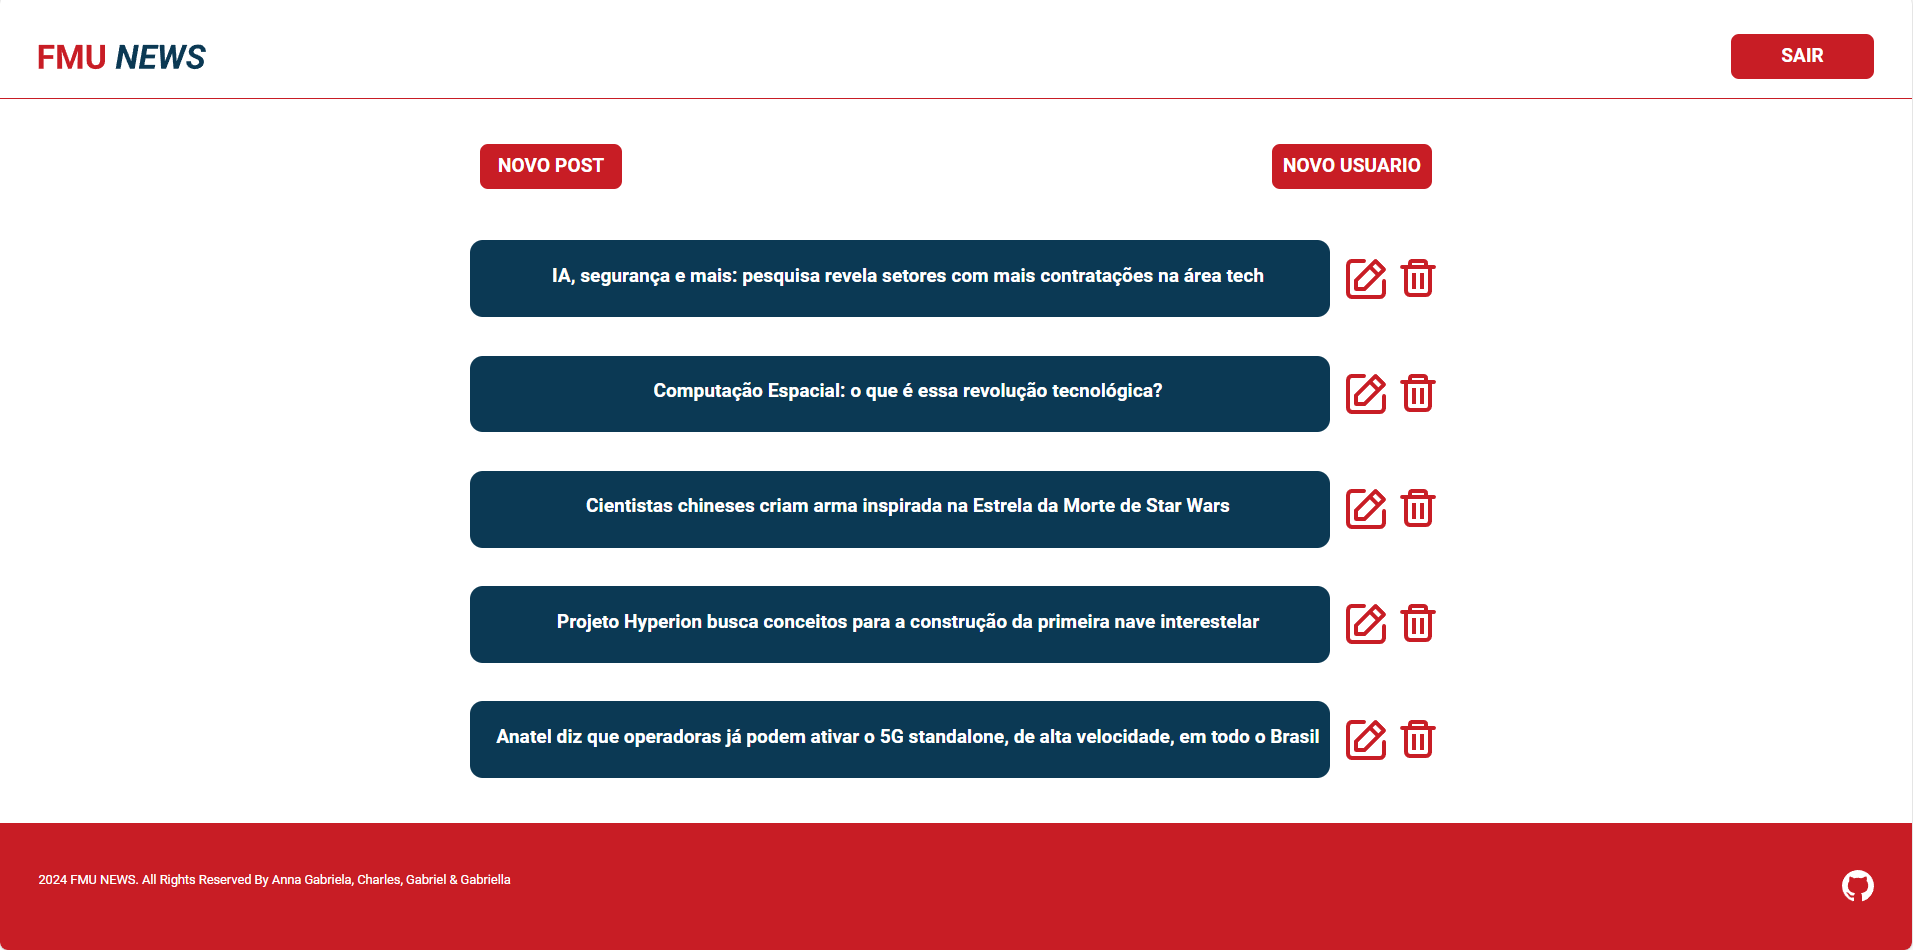 FMU NEWS
SAIR
NOVO POST
NOVO USUARIO
IA, segurança e mais: pesquisa revela setores com mais contratações na área tech
Computação Espacial: o que é essa revolução tecnológica?
Cientistas chineses criam arma inspirada na Estrela da Morte de Star Wars
Projeto Hyperion busca conceitos para a construção da primeira nave interestelar
Anatel diz que operadoras já podem ativar o 5G standalone, de alta velocidade, em todo o Brasil
2024 FMU NEWS. All Rights Reserved By Anna Gabriela, Charles, Gabriel & Gabriella